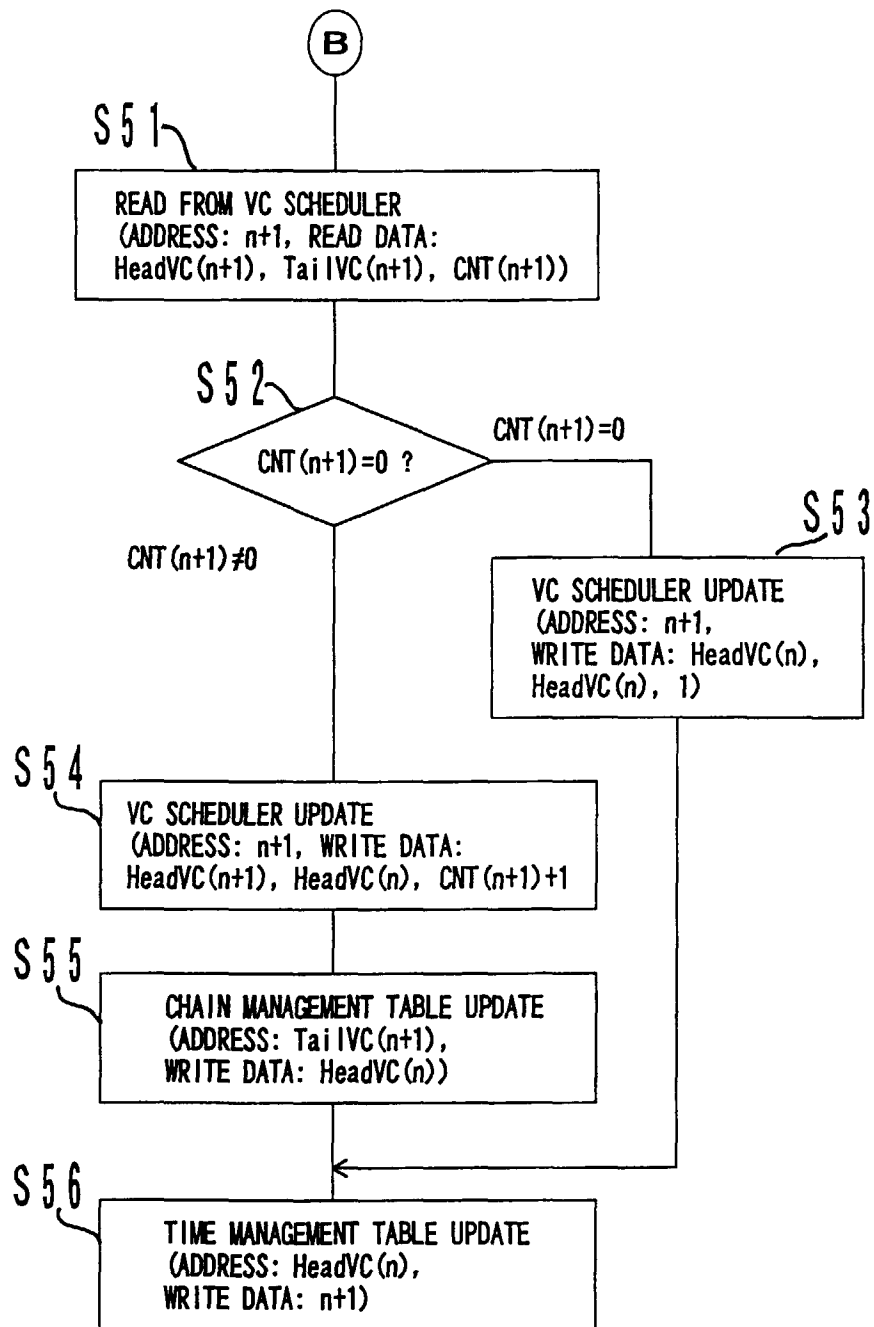 B
S51
READ FROM VC SCHEDULER
(ADDRESS: n+1, READ DATA:
HeadVC(n+1), TailVC(n+1), CNT(n+1))
S52
CNT(n+1)=0 ?
CNT(n+1)=0
CNT(n+1)≠0
S53
VC SCHEDULER UPDATE
(ADDRESS: n+1,
WRITE DATA: HeadVC(n),
HeadVC(n), 1)
S54
VC SCHEDULER UPDATE
(ADDRESS: n+1, WRITE DATA:
HeadVC(n+1), HeadVC(n), CNT(n+1)+1
S55
CHAIN MANAGEMENT TABLE UPDATE
(ADDRESS: TailVC(n+1),
WRITE DATA: HeadVC(n))
S56
TIME MANAGEMENT TABLE UPDATE
(ADDRESS: HeadVC(n),
WRITE DATA: n+1)